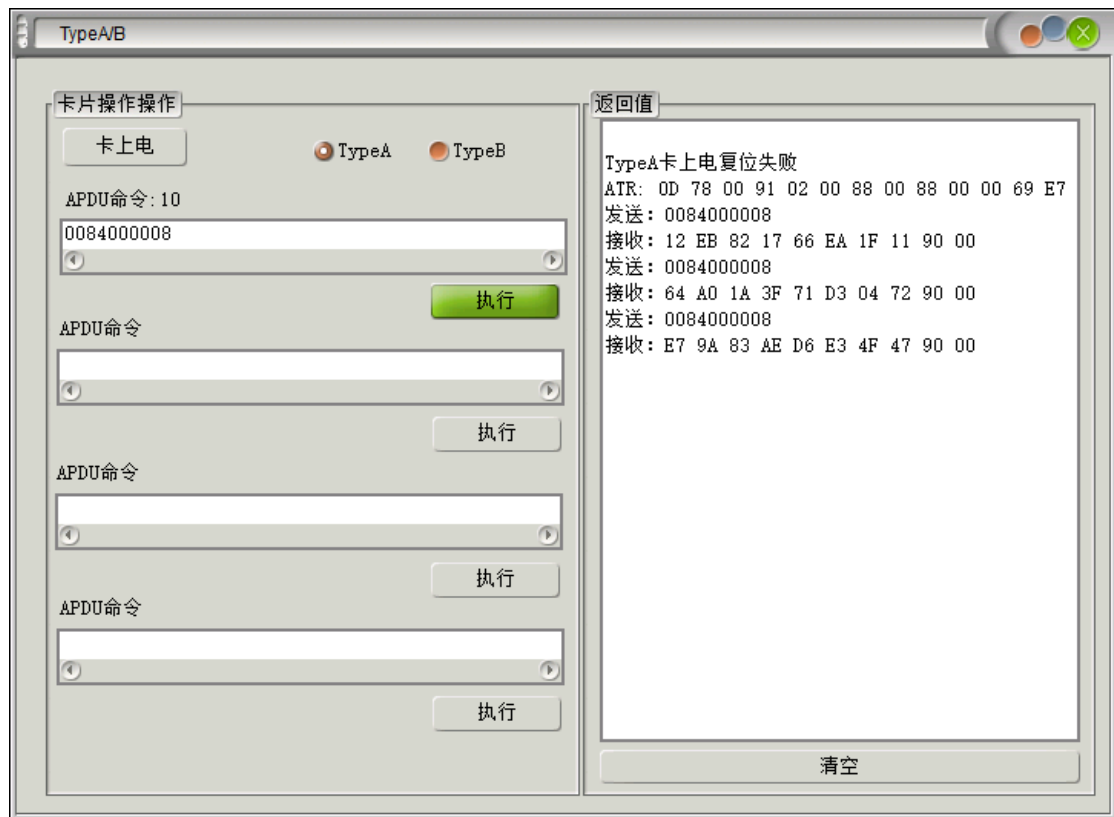 TypeA/B
卡片操作操作
卡上电
TypeA
TypeB
APDU命令:10
0084000008
执行
APDU命令
执行
APDU命令
执行
APDU命令
执行
返回值
TypeA卡上电复位失败
ATR: 0D 78 00 91 02 00 88 00 88 00 00 69 E7
发送：0084000008
接收：12 EB 82 17 66 EA 1F 11 90 00
发送：0084000008
接收：64 A0 1A 3F 71 D3 04 72 90 00
发送：0084000008
接收：E7 9A 83 AE D6 E3 4F 47 90 00
清空